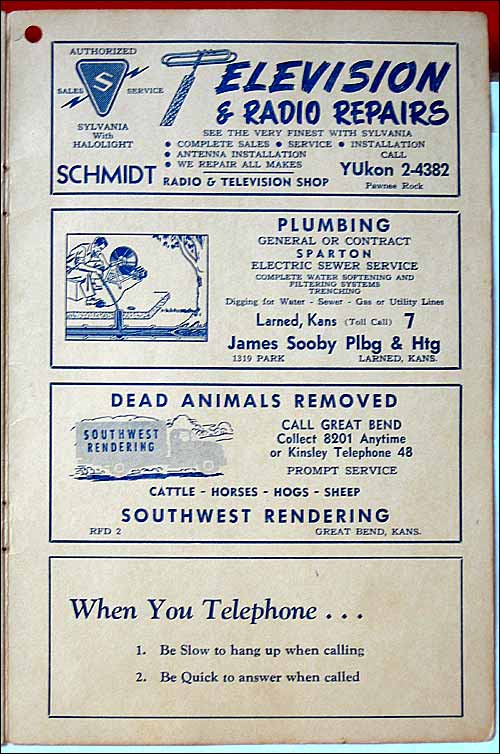 AUTHORIZED
SALES S SERVICE
SYLVANIA
With
HALOLIGHT
TELEVISION
& RADIO REPAIRS
SEE THE VERY FINEST WITH SYLVANIA
• COMPLETE SALES • SERVICE • INSTALLATION
• ANTENNA INSTALLATION CALL
• WE REPAIR ALL MAKES YUkon 2-4382
SCHMIDT RADIO & TELEVISION SHOP Pawnee Rock
PLUMBING
GENERAL OR CONTRACT
SPARTON
ELECTRIC SEWER SERVICE
COMPLETE WATER SOFTENING AND
FILTERING SYSTEMS
TRENCHING
Digging for Water - Sewer - Gas or Utility Lines
Larned, Kans (Toll Call) 7
James Sooby Plbg & Htg
1319 PARK LARNED, KANS.
DEAD ANIMALS REMOVED
SOUTHWEST
RENDERING
CALL GREAT BEND
Collect 8201 Anytime
or Kinsley Telephone 48
PROMPT SERVICE
CATTLE - HORSES - HOGS - SHEEP
SOUTHWEST RENDERING
RFD 2 GREAT BEND, KANS.
When You Telephone . . .
1. Be Slow to hang up when calling
2. Be Quick to answer when called